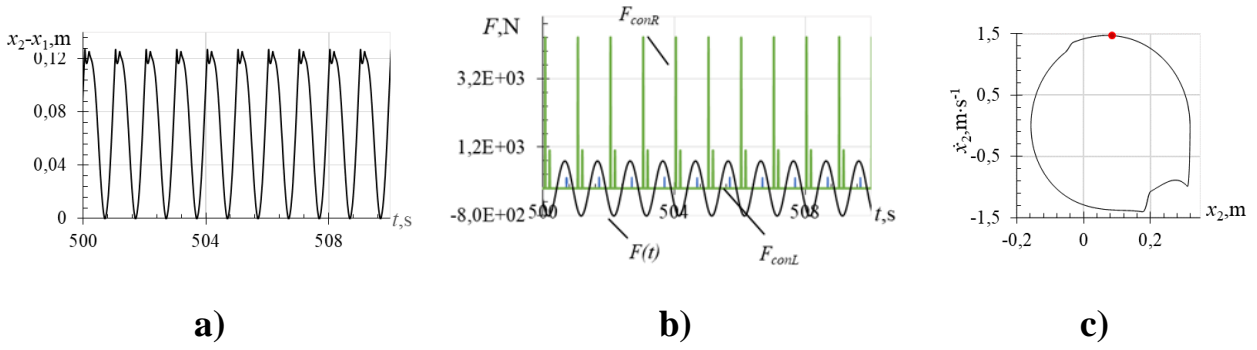 a)
x₂-x₁,m
0,12
0,08
0,04
0
500
504
508
t,s
b)
F,N
F_conR
3,2E+03
1,2E+03
-8,0E+02
500
504
508
t,s
F(t)
F_conL
c)
ẋ₂,m·s⁻¹
1,5
0,5
-0,5
-1,5
-0,2
0
0,2
x₂,m